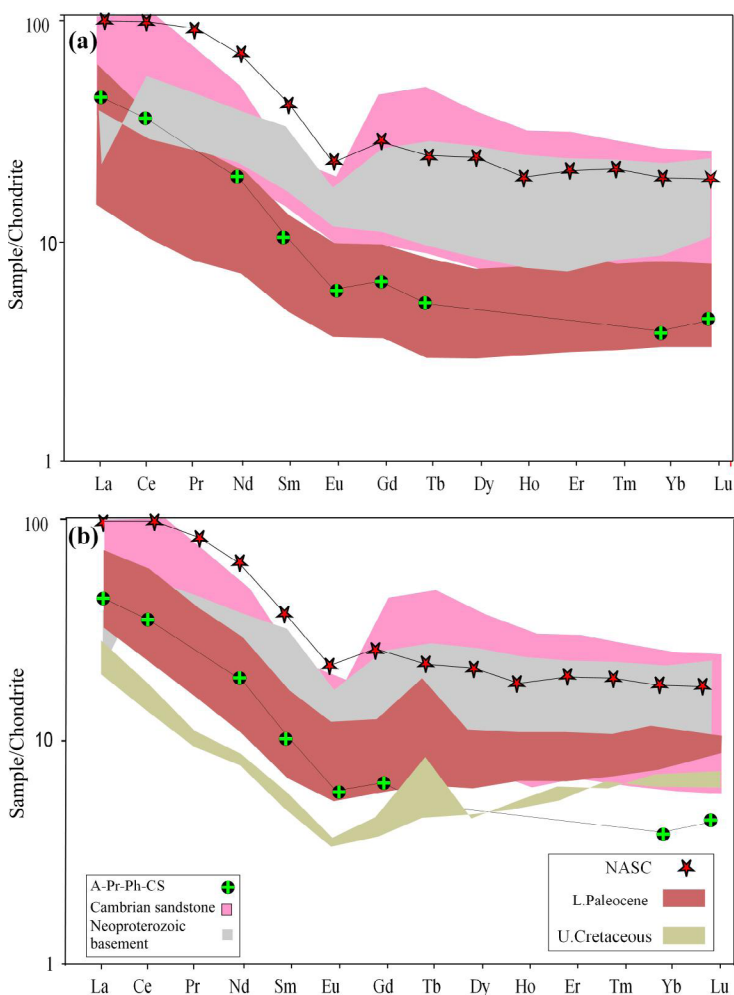 100
(a)
10
1
Sample/Chondrite
La Ce Pr Nd Sm Eu Gd Tb Dy Ho Er Tm Yb Lu
100
(b)
10
1
Sample/Chondrite
A-Pr-Ph-CS
Cambrian sandstone
Neoproterozoic
basement
NASC
L.Paleocene
U.Cretaceous
La Ce Pr Nd Sm Eu Gd Tb Dy Ho Er Tm Yb Lu